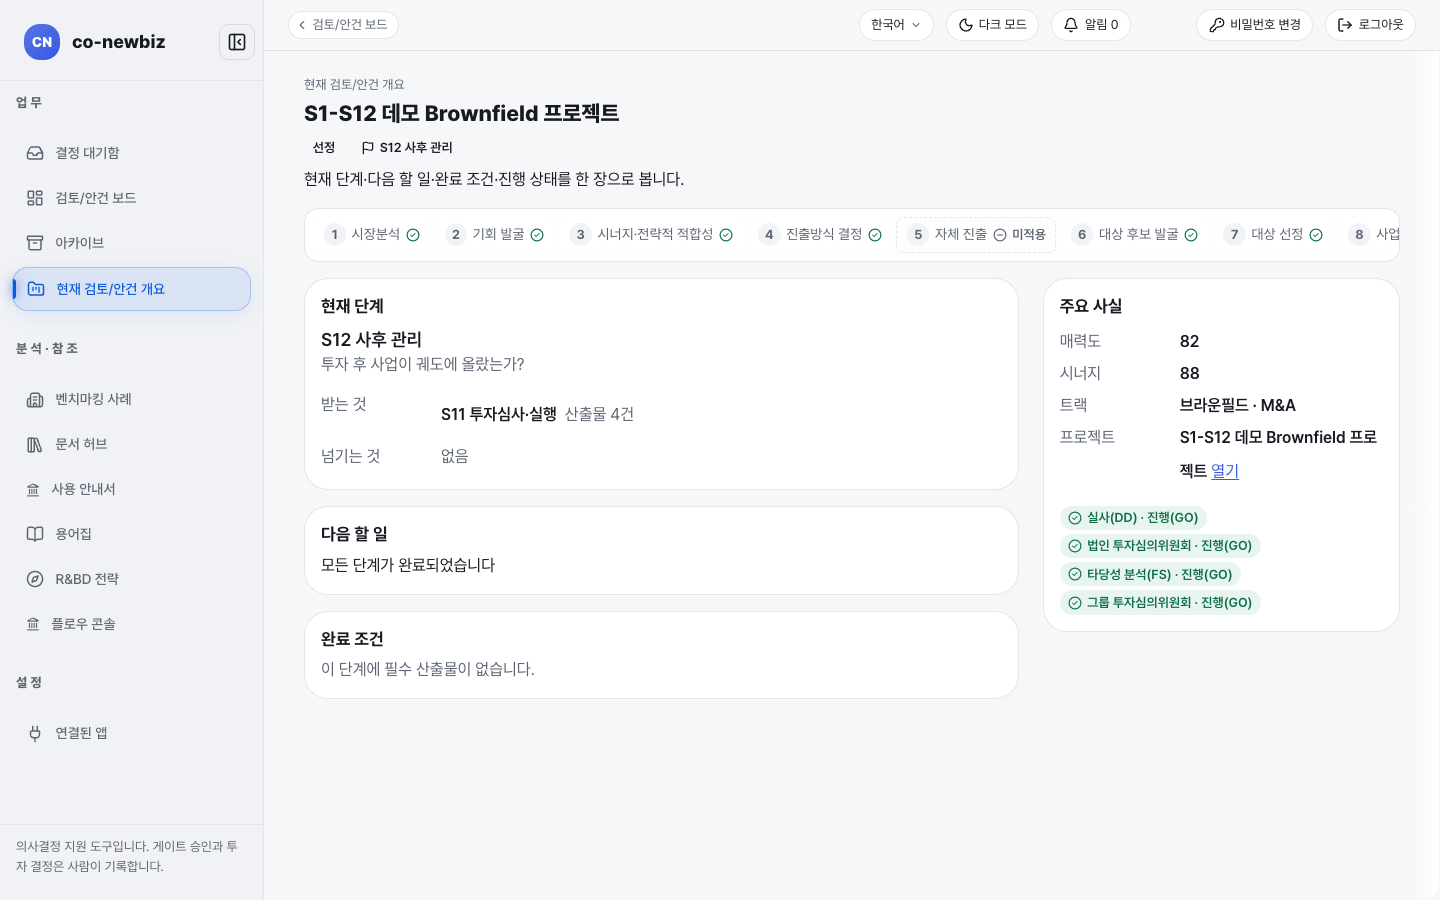 CN co-newbiz
업무
결정 대기함
검토/안건 보드
아카이브
현재 검토/안건 개요
분석 · 참조
벤치마킹 사례
문서 허브
사용 안내서
용어집
R&BD 전략
플로우 콘솔
설정
연결된 앱
의사결정 지원 도구입니다. 게이트 승인과 투
자 결정은 사람이 기록합니다.
검토/안건 보드
한국어
다크 모드
알림 0
비밀번호 변경
로그아웃
현재 검토/안건 개요
S1-S12 데모 Brownfield 프로젝트
선정 S12 사후 관리
현재 단계·다음 할 일·완료 조건·진행 상태를 한 장으로 봅니다.
1 시장분석 2 기회 발굴 3 시너지·전략적 적합성 4 진출방식 결정 5 자체 진출 미적용 6 대상 후보 발굴 7 대상 선정 8 사업
현재 단계
S12 사후 관리
투자 후 사업이 궤도에 올랐는가?
받는 것 S11 투자심사·실행 산출물 4건
넘기는 것 없음
다음 할 일
모든 단계가 완료되었습니다
완료 조건
이 단계에 필수 산출물이 없습니다.
주요 사실
매력도 82
시너지 88
트랙 브라운필드 · M&A
프로젝트 S1-S12 데모 Brownfield 프로
젝트 열기
실사(DD) · 진행(GO)
법인 투자심의위원회 · 진행(GO)
타당성 분석(FS) · 진행(GO)
그룹 투자심의위원회 · 진행(GO)